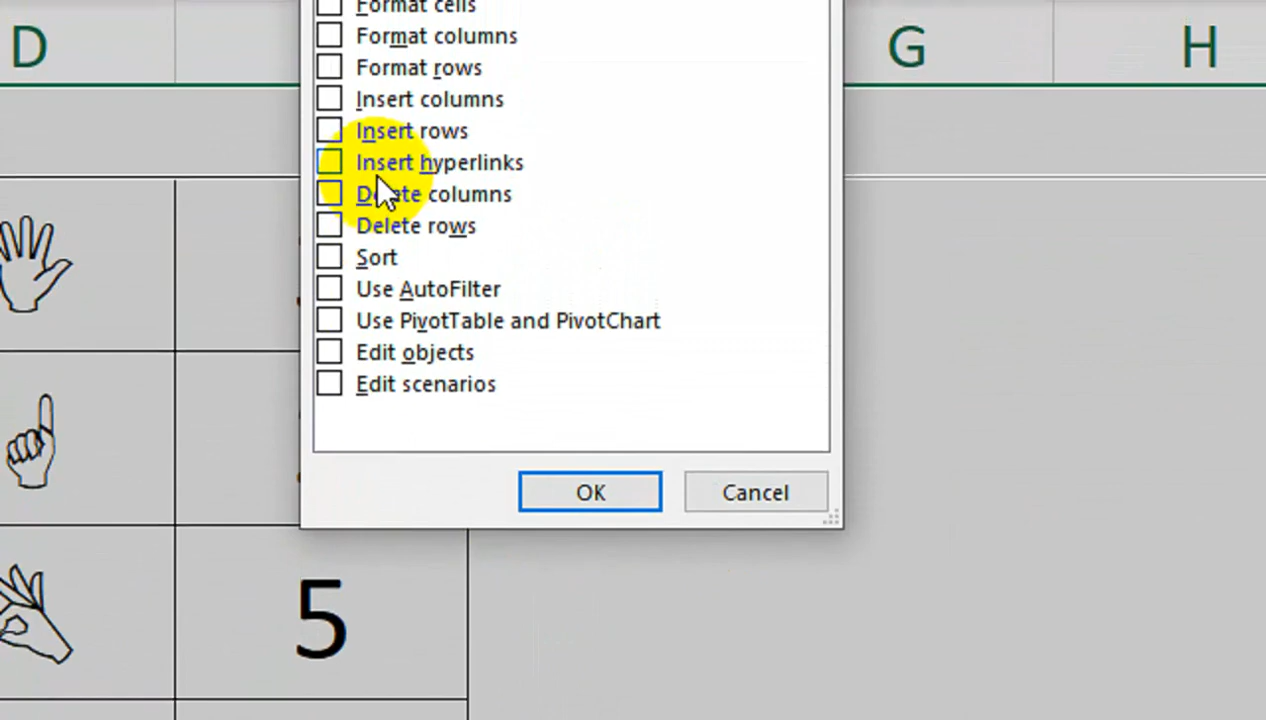 D G H
Format cells
Format columns
Format rows
Insert columns
Insert rows
Insert hyperlinks
Delete columns
Delete rows
Sort
Use AutoFilter
Use PivotTable and PivotChart
Edit objects
Edit scenarios
OK Cancel
5